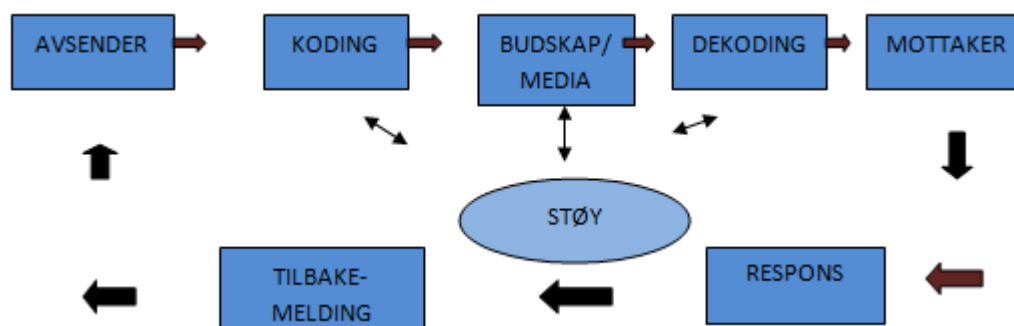 AVSENDER
KODING
BUDSKAP/
MEDIA
DEKODING
MOTTAKER
STØY
TILBAKE-
MELDING
RESPONS